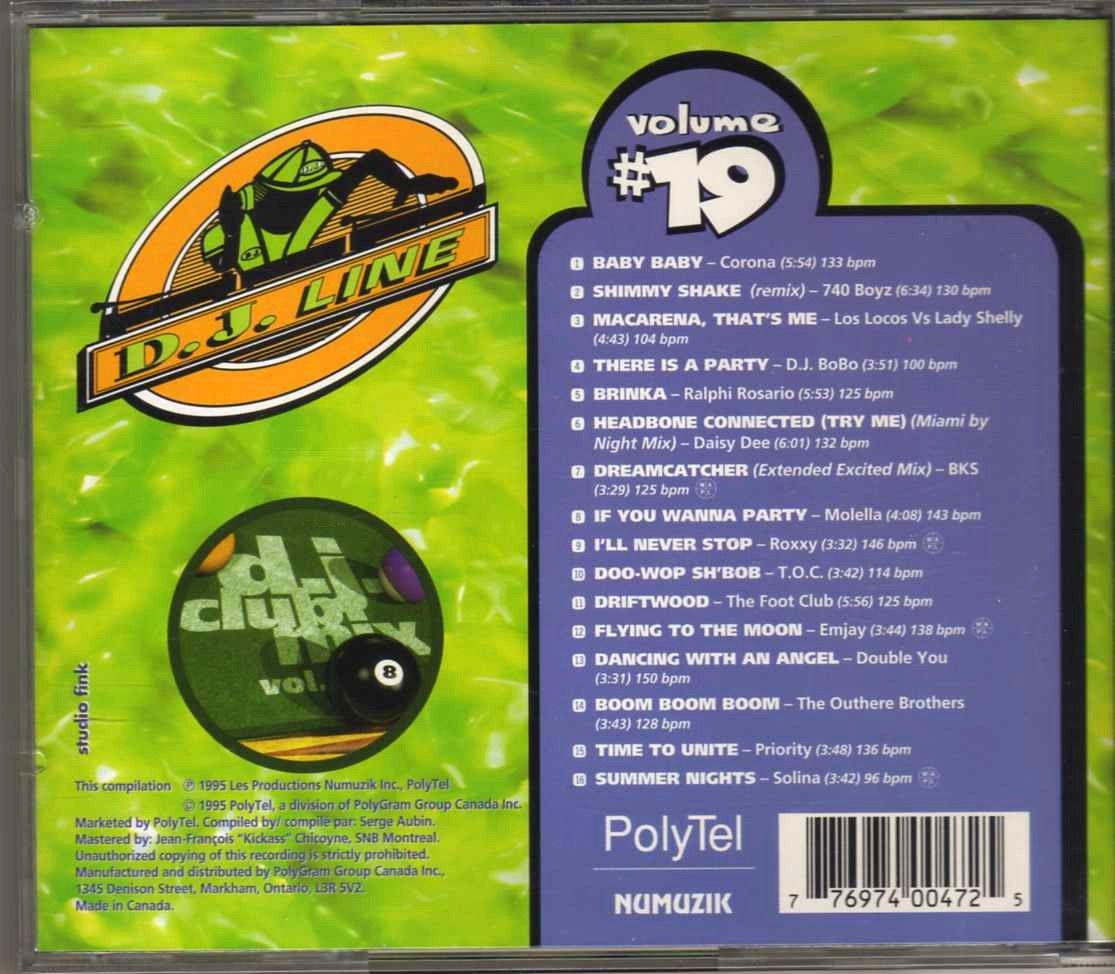 D.J. LINE
volume
#19
1 BABY BABY – Corona (5:54) 133 bpm
2 SHIMMY SHAKE (remix) – 740 Boyz (6:34) 130 bpm
3 MACARENA, THAT'S ME – Los Locos Vs Lady Shelly
(4:43) 104 bpm
4 THERE IS A PARTY – D.J. BoBo (3:51) 100 bpm
5 BRINKA – Ralphi Rosario (5:53) 125 bpm
6 HEADBONE CONNECTED (TRY ME) (Miami by
Night Mix) – Daisy Dee (6:01) 132 bpm
7 DREAMCATCHER (Extended Excited Mix) – BKS
(3:29) 125 bpm
8 IF YOU WANNA PARTY – Molella (4:08) 143 bpm
9 I'LL NEVER STOP – Roxxy (3:32) 146 bpm
10 DOO-WOP SH'BOB – T.O.C. (3:42) 114 bpm
11 DRIFTWOOD – The Foot Club (5:56) 125 bpm
12 FLYING TO THE MOON – Emjay (3:44) 138 bpm
13 DANCING WITH AN ANGEL – Double You
(3:31) 150 bpm
14 BOOM BOOM BOOM – The Outhere Brothers
(3:43) 128 bpm
15 TIME TO UNITE – Priority (3:48) 136 bpm
16 SUMMER NIGHTS – Solina (3:42) 96 bpm
d.j.
club
mix
vol.
8
studio fink
This compilation ℗ 1995 Les Productions Numuzik Inc., PolyTel
© 1995 PolyTel, a division of PolyGram Group Canada Inc.
Marketed by PolyTel. Compiled by/ compilé par: Serge Aubin.
Mastered by: Jean-François "Kickass" Chicoyne, SNB Montreal.
Unauthorized copying of this recording is strictly prohibited.
Manufactured and distributed by PolyGram Group Canada Inc.,
1345 Denison Street, Markham, Ontario, L3R 5V2.
Made in Canada.
PolyTel
NUMUZIK
7 76974 00472 5